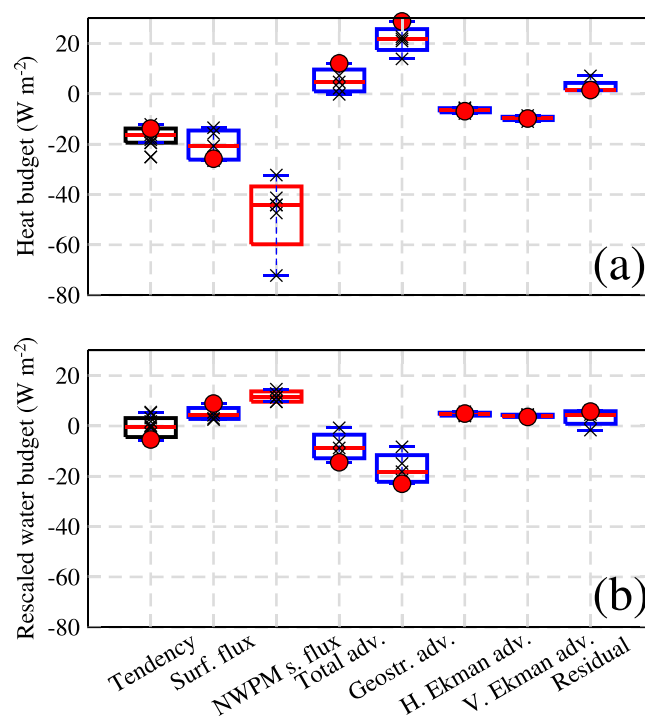 20
0
-20
-40
-60
-80
Heat budget (W m-2)
(a)
20
0
-20
-40
-60
-80
Rescaled water budget (W m-2)
(b)
Tendency
Surf. flux
NWPM s. flux
Total adv.
Geostr. adv.
H. Ekman adv.
V. Ekman adv.
Residual